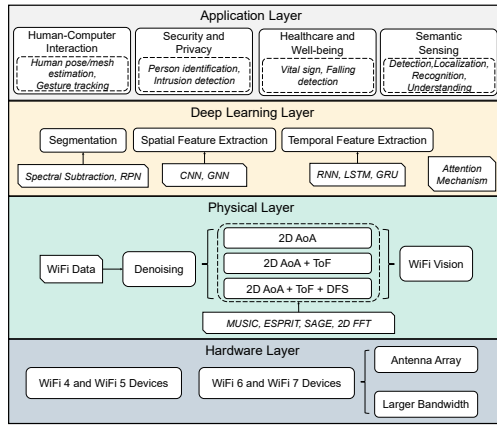 Application Layer
Human-Computer
Interaction
Human pose/mesh
estimation,
Gesture tracking
Security and
Privacy
Person identification,
Intrusion detection
Healthcare and
Well-being
Vital sign, Falling
detection
Semantic
Sensing
Detection,Localization,
Recognition,
Understanding
Deep Learning Layer
Segmentation
Spatial Feature Extraction
Temporal Feature Extraction
Spectral Subtraction, RPN
CNN, GNN
RNN, LSTM, GRU
Attention
Mechanism
Physical Layer
WiFi Data
Denoising
2D AoA
2D AoA + ToF
2D AoA + ToF + DFS
WiFi Vision
MUSIC, ESPRIT, SAGE, 2D FFT
Hardware Layer
WiFi 4 and WiFi 5 Devices
WiFi 6 and WiFi 7 Devices
Antenna Array
Larger Bandwidth